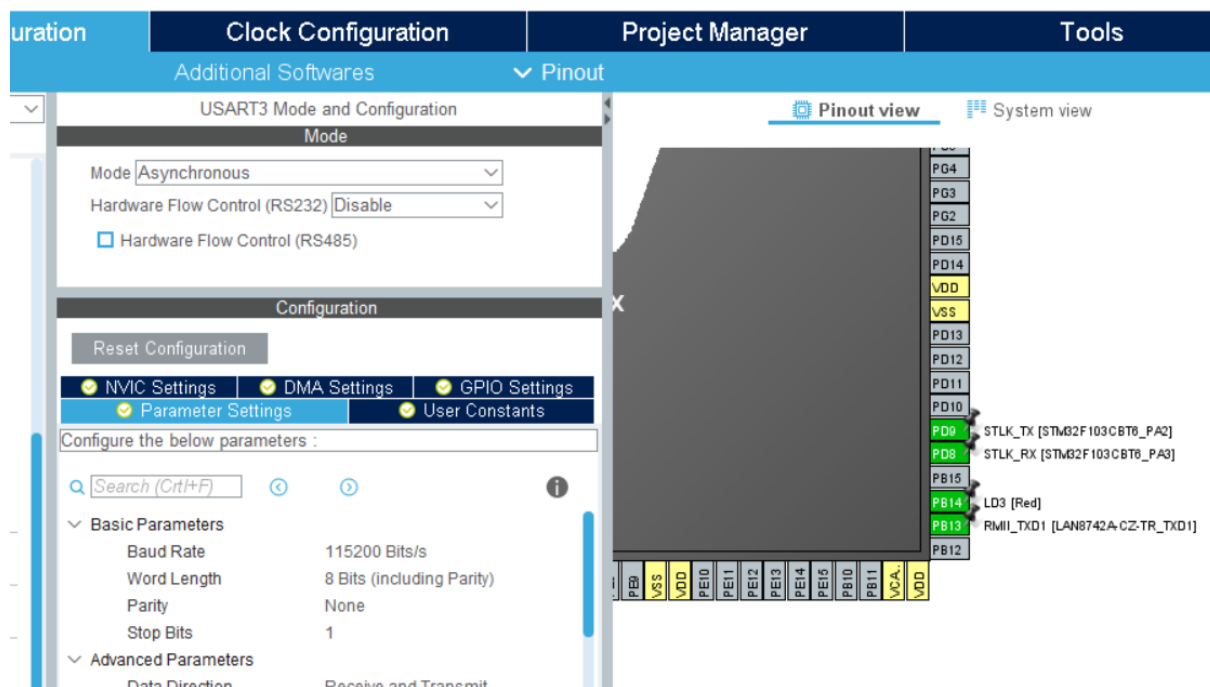 uration
Clock Configuration
Project Manager
Tools
Additional Softwares
Pinout
USART3 Mode and Configuration
Mode
Mode Asynchronous
Hardware Flow Control (RS232) Disable
Hardware Flow Control (RS485)
Configuration
Reset Configuration
NVIC Settings
DMA Settings
GPIO Settings
Parameter Settings
User Constants
Configure the below parameters :
Search (Crtl+F)
Basic Parameters
Baud Rate 115200 Bits/s
Word Length 8 Bits (including Parity)
Parity None
Stop Bits 1
Advanced Parameters
Data Direction Receive and Transmit
Pinout view
System view
X
PG4
PG3
PG2
PD15
PD14
VDD
VSS
PD13
PD12
PD11
PD10
PD9 STLK_TX [STM32F103CBT6_PA2]
PD8 STLK_RX [STM32F103CBT6_PA3]
PB15
PB14 LD3 [Red]
PB13 RMII_TXD1 [LAN8742A-CZ-TR_TXD1]
PB12
PE9
VSS
VDD
PE10
PE11
PE12
PE13
PE14
PE15
PB10
PB11
VCA.
VDD